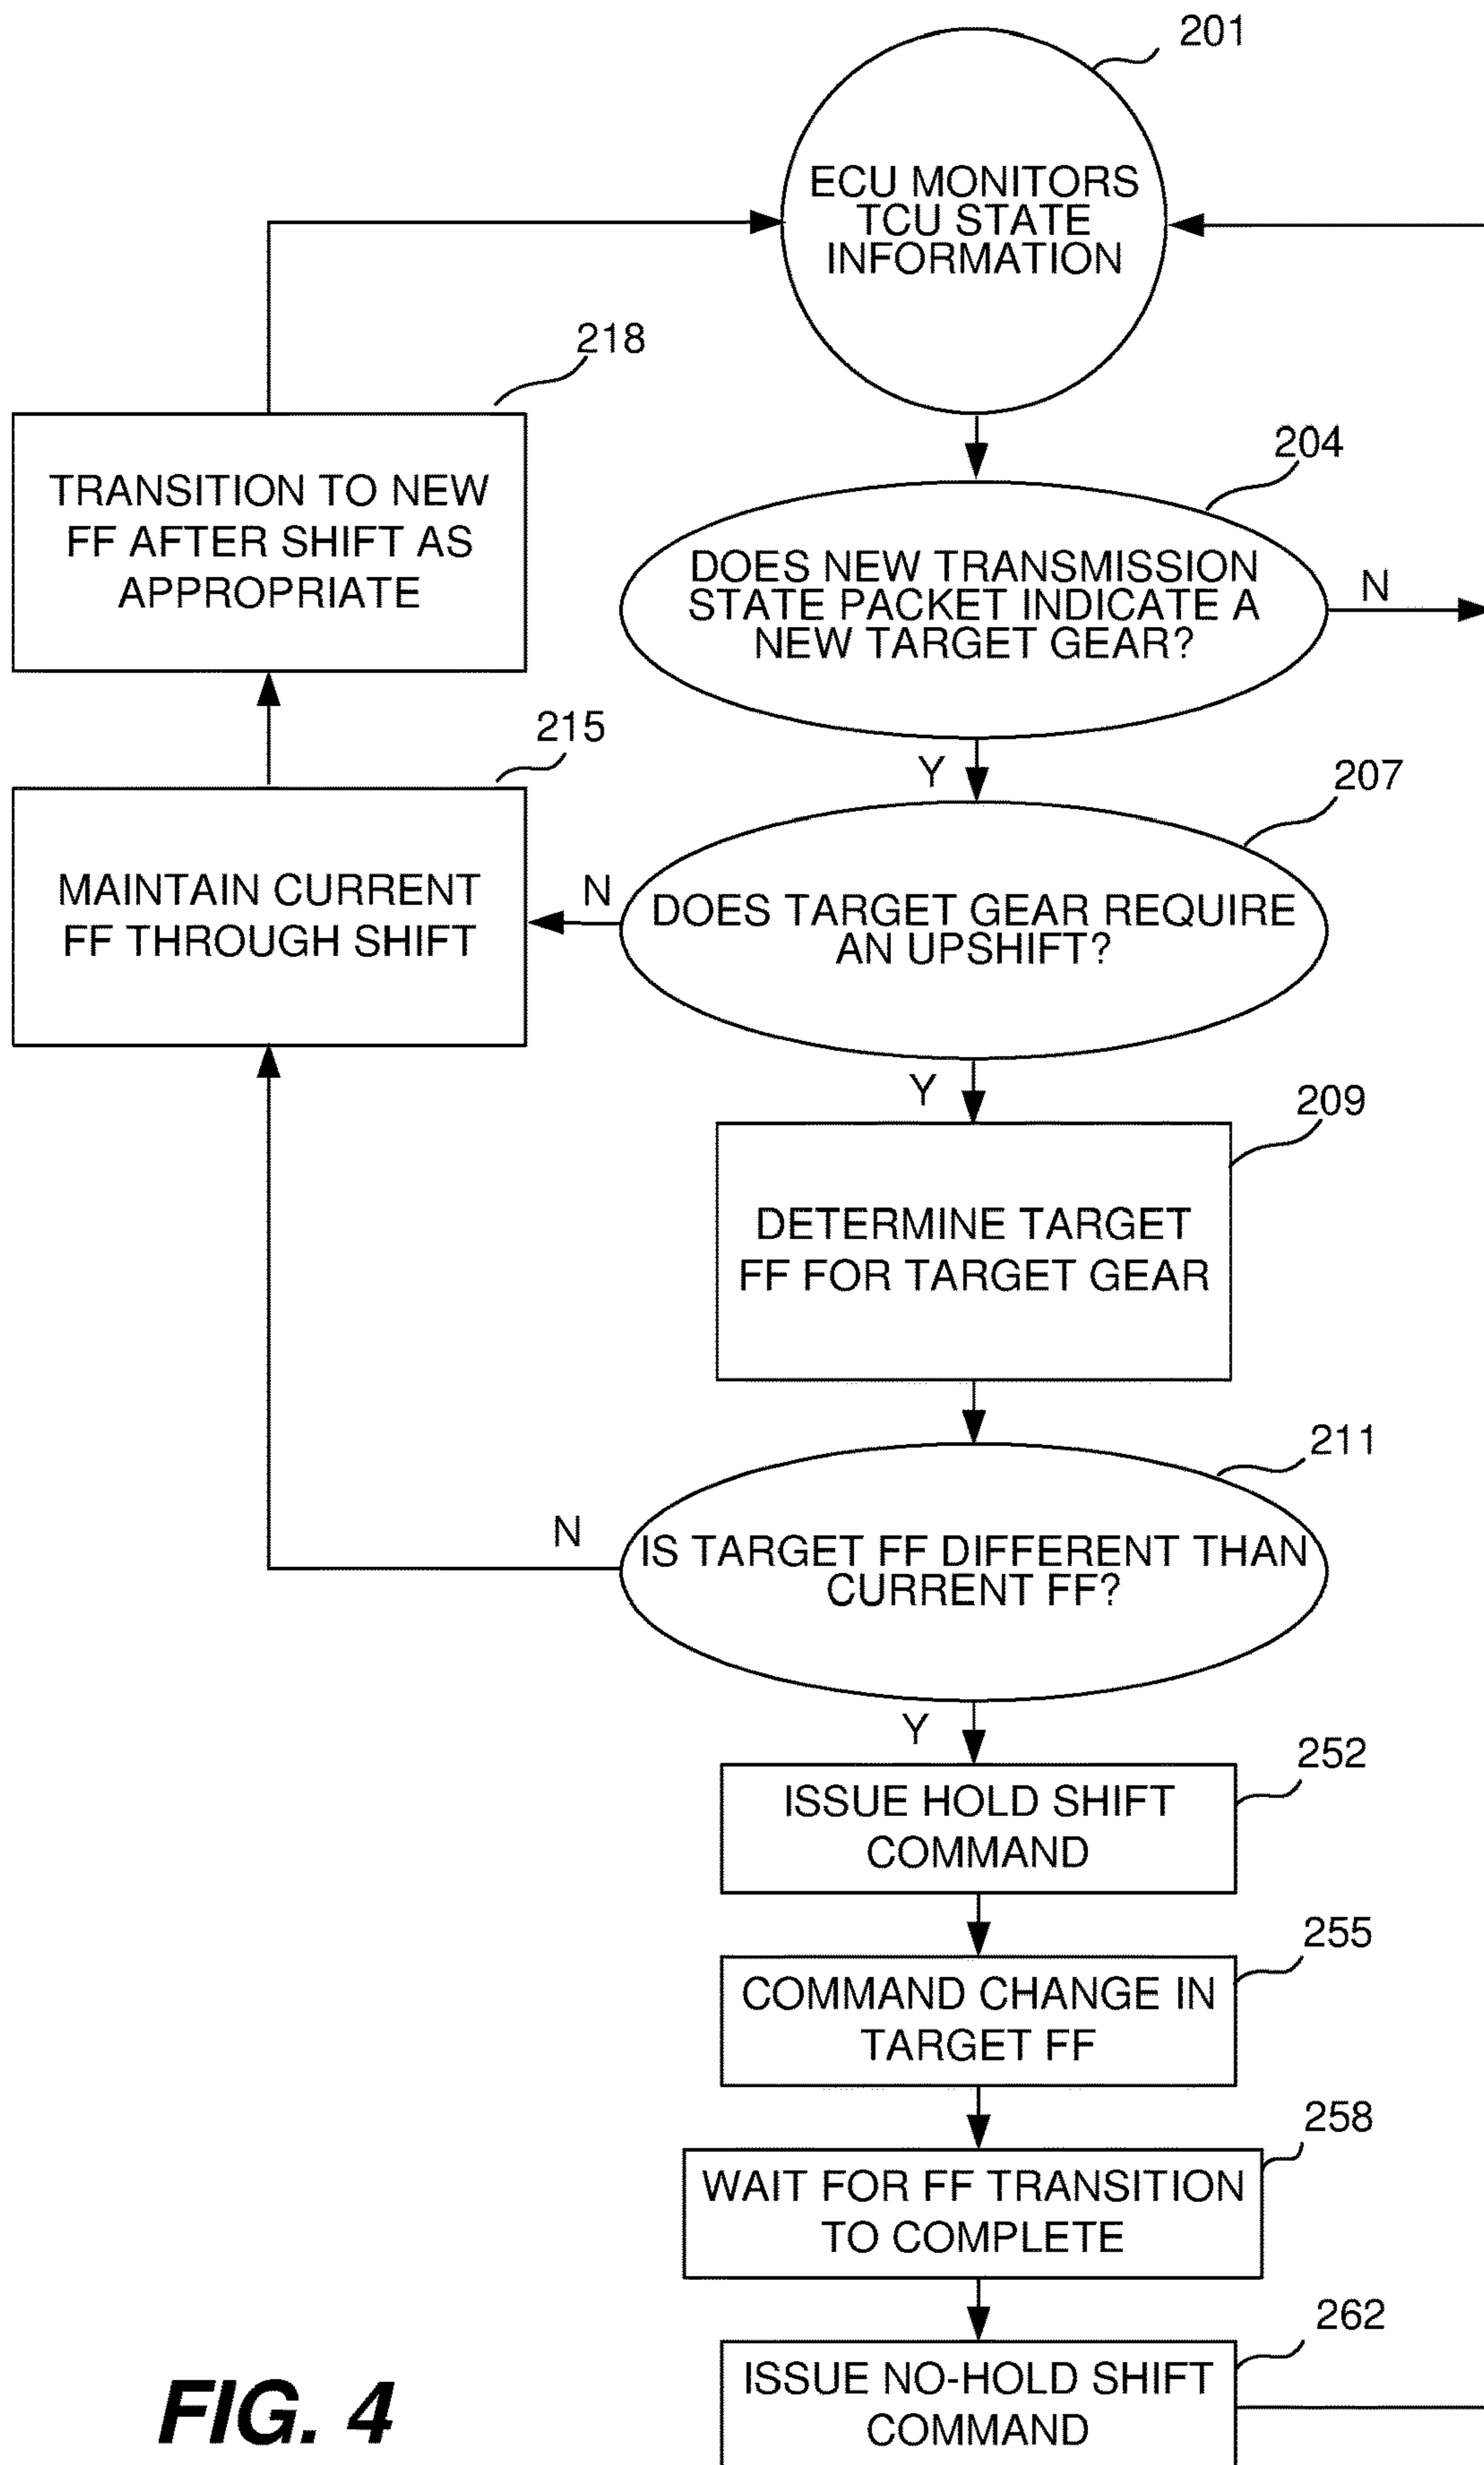 201
ECU MONITORS
TCU STATE
INFORMATION
218
TRANSITION TO NEW
FF AFTER SHIFT AS
APPROPRIATE
204
DOES NEW TRANSMISSION
STATE PACKET INDICATE A
NEW TARGET GEAR?
N
Y
215
MAINTAIN CURRENT
FF THROUGH SHIFT
207
N
DOES TARGET GEAR REQUIRE
AN UPSHIFT?
Y
209
DETERMINE TARGET
FF FOR TARGET GEAR
211
N
IS TARGET FF DIFFERENT THAN
CURRENT FF?
Y
252
ISSUE HOLD SHIFT
COMMAND
255
COMMAND CHANGE IN
TARGET FF
258
WAIT FOR FF TRANSITION
TO COMPLETE
262
ISSUE NO-HOLD SHIFT
COMMAND
FIG. 4